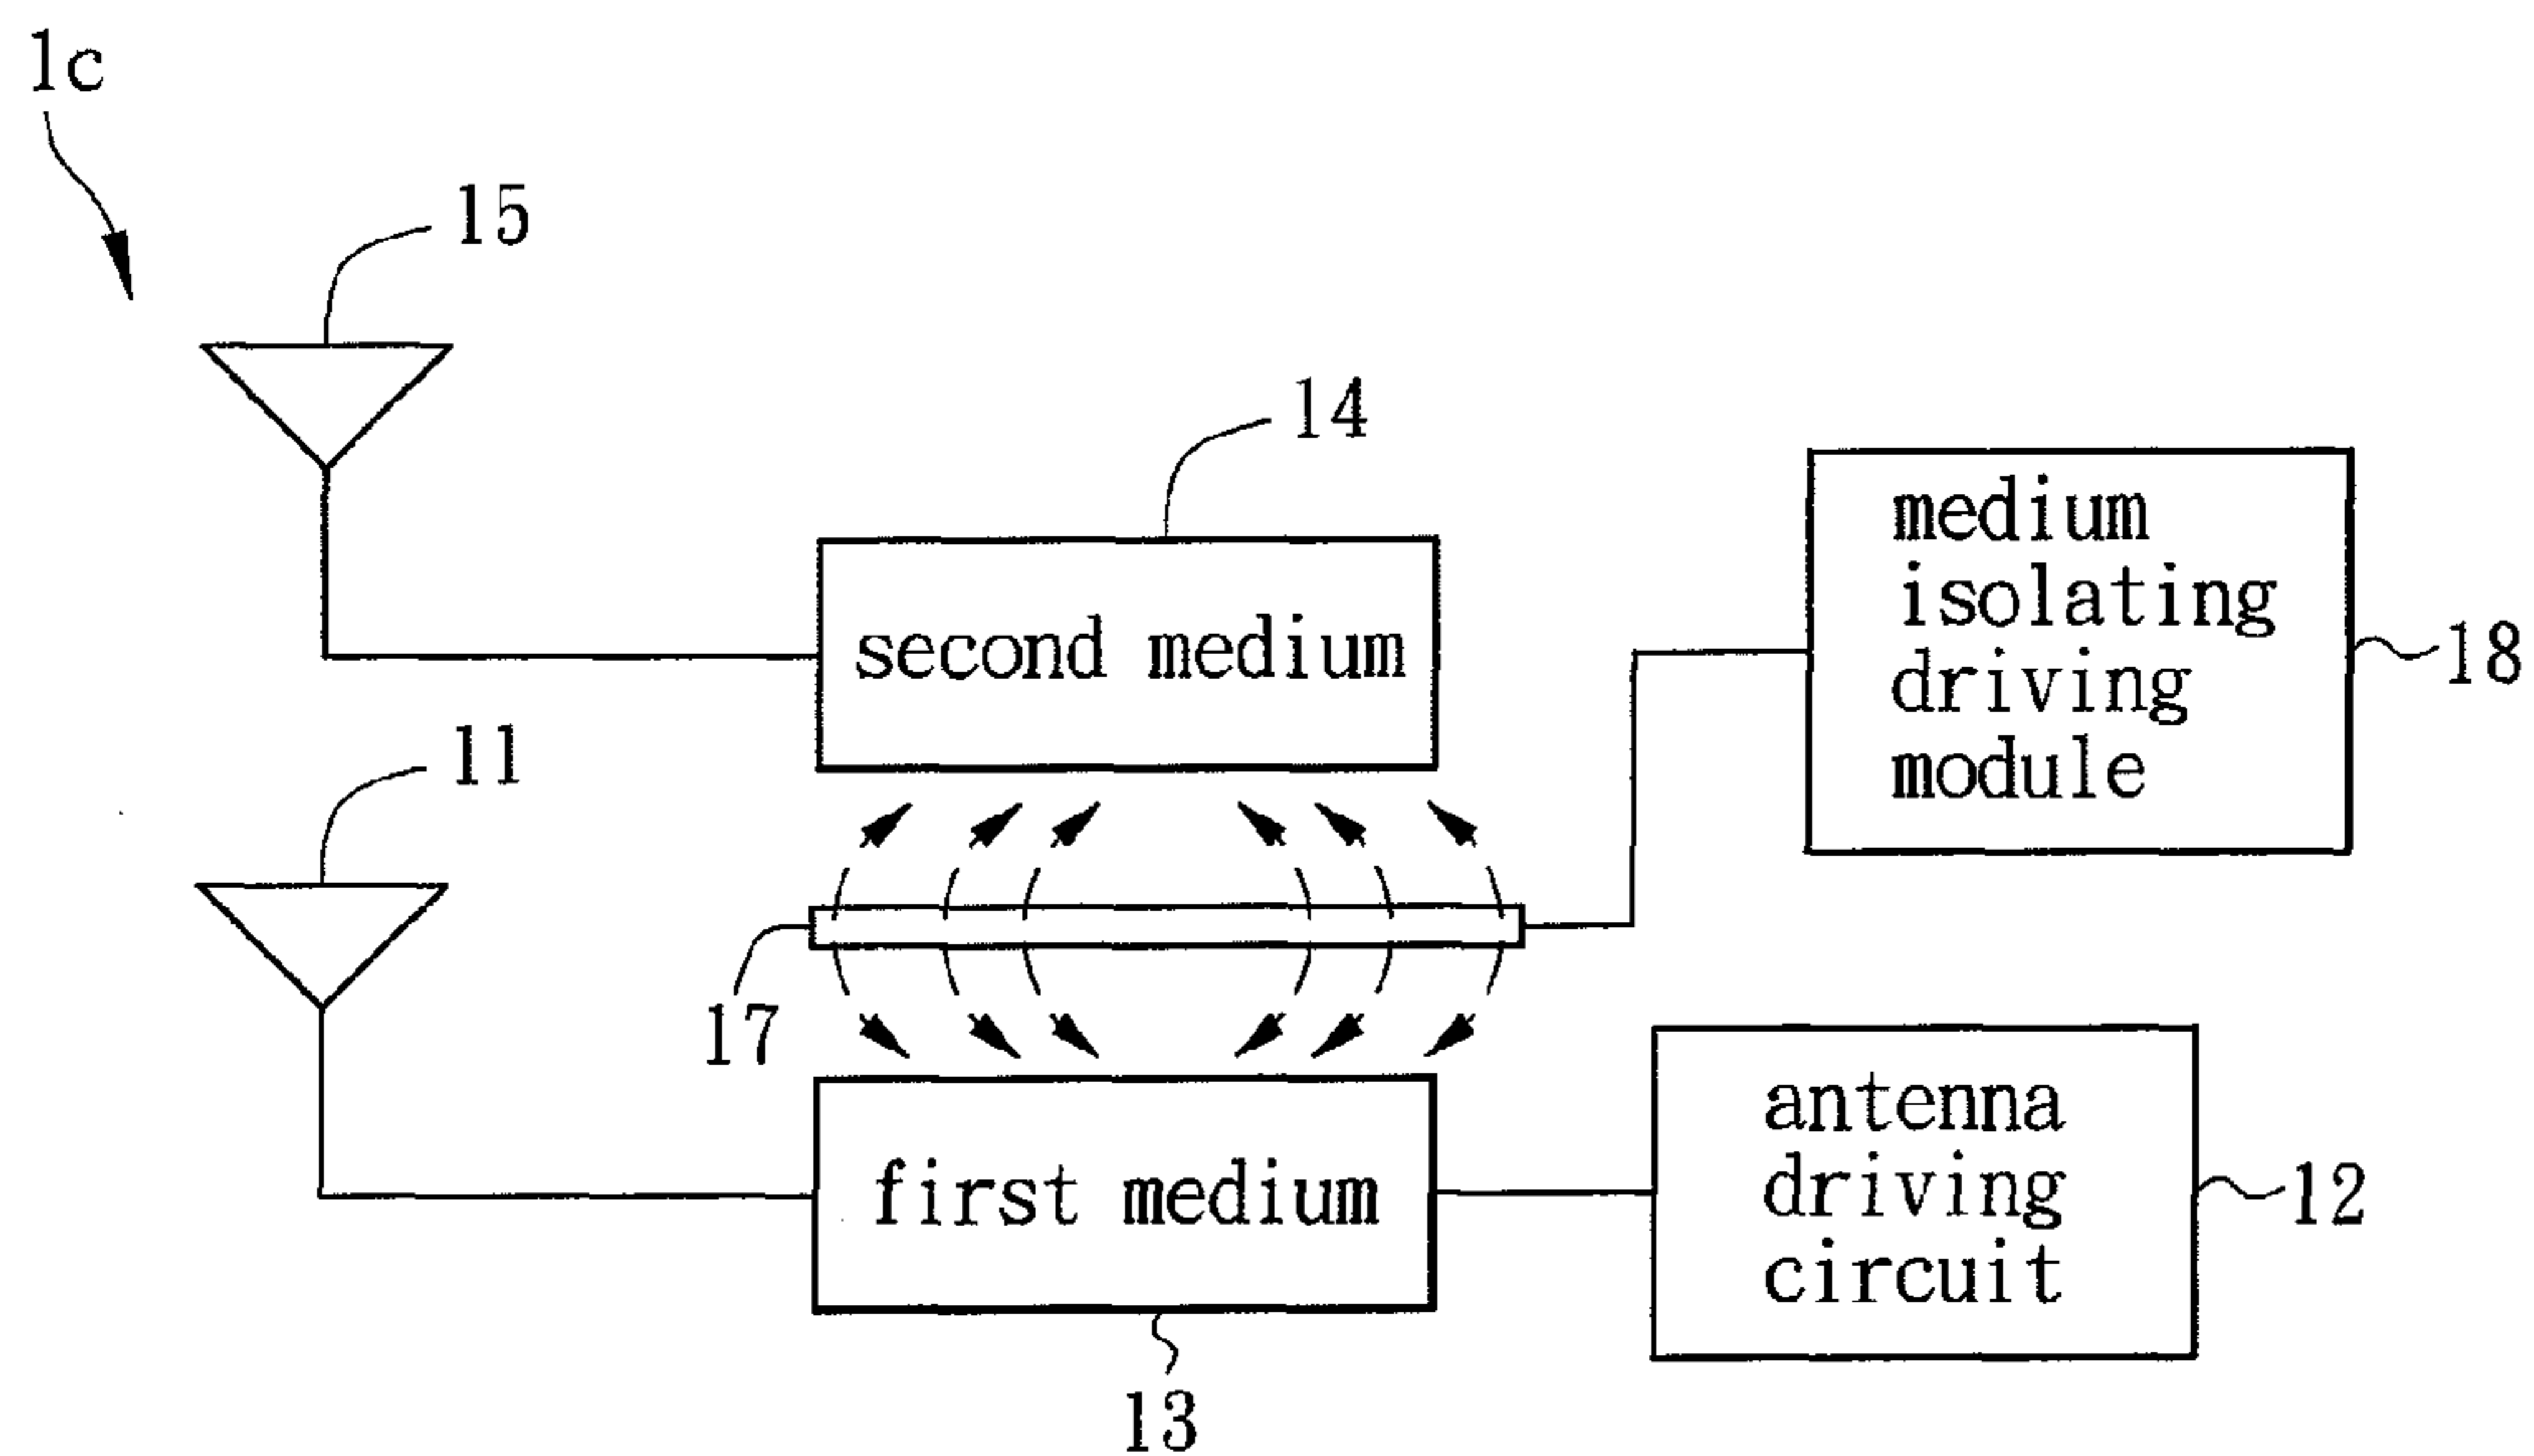 1c
15
14
medium
isolating
driving
module
18
second medium
11
17
antenna
driving
circuit
12
first medium
13